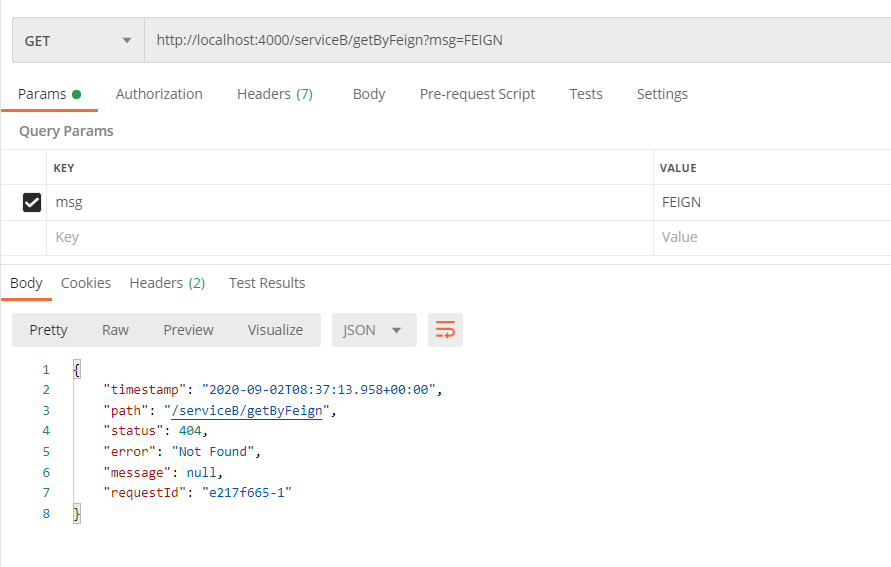 GET http://localhost:4000/serviceB/getByFeign?msg=FEIGN
Params Authorization Headers (7) Body Pre-request Script Tests Settings
Query Params
KEY VALUE
msg FEIGN
Key Value
Body Cookies Headers (2) Test Results
Pretty Raw Preview Visualize JSON
1 {
2 "timestamp": "2020-09-02T08:37:13.958+00:00",
3 "path": "/serviceB/getByFeign",
4 "status": 404,
5 "error": "Not Found",
6 "message": null,
7 "requestId": "e217f665-1"
8 }